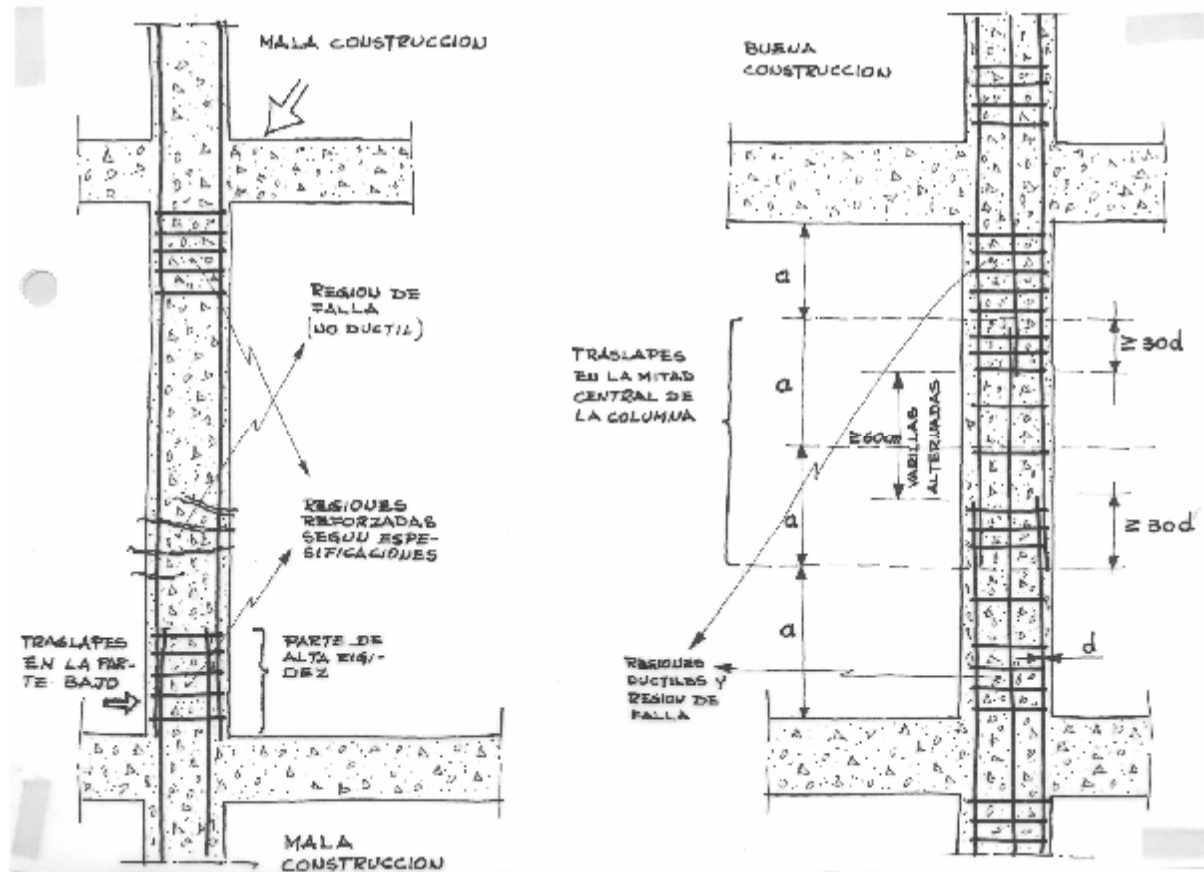 MALA CONSTRUCCION
REGION DE
FALLA
(NO DUCTIL)
REGIONES
REFORZADAS
SEGUN ESPE-
SIFICACIONES
TRASLAPES
EN LA PAR-
TE BAJO
PARTE DE
ALTA RIGI-
DEZ
MALA
CONSTRUCCION
BUENA
CONSTRUCCION
a
TRASLAPES
EN LA MITAD
CENTRAL DE
LA COLUMNA
a
≥60cm
VARILLAS
ALTERNADAS
a
a
≥ 30d
≥ 30d
d
REGIONES
DUCTILES Y
REGION DE
FALLA